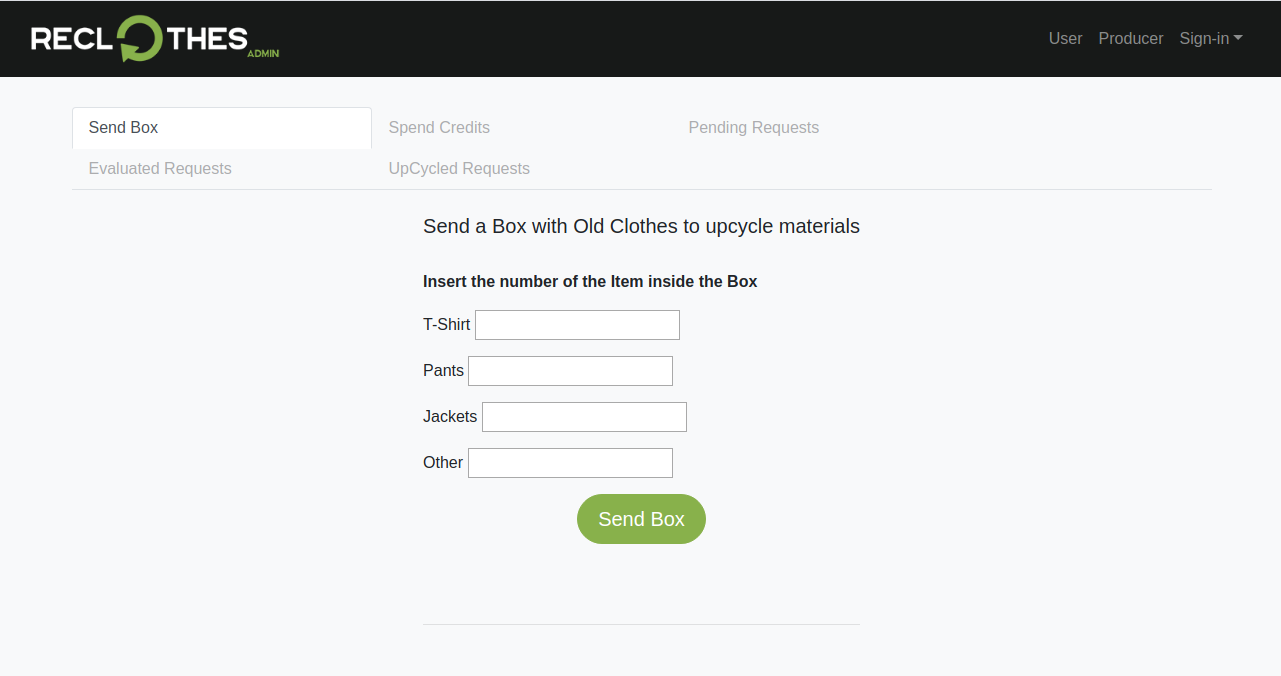 RECLOTHES ADMIN
User Producer Sign-in
Send Box Spend Credits Pending Requests
Evaluated Requests UpCycled Requests
Send a Box with Old Clothes to upcycle materials
Insert the number of the Item inside the Box
T-Shirt
Pants
Jackets
Other
Send Box